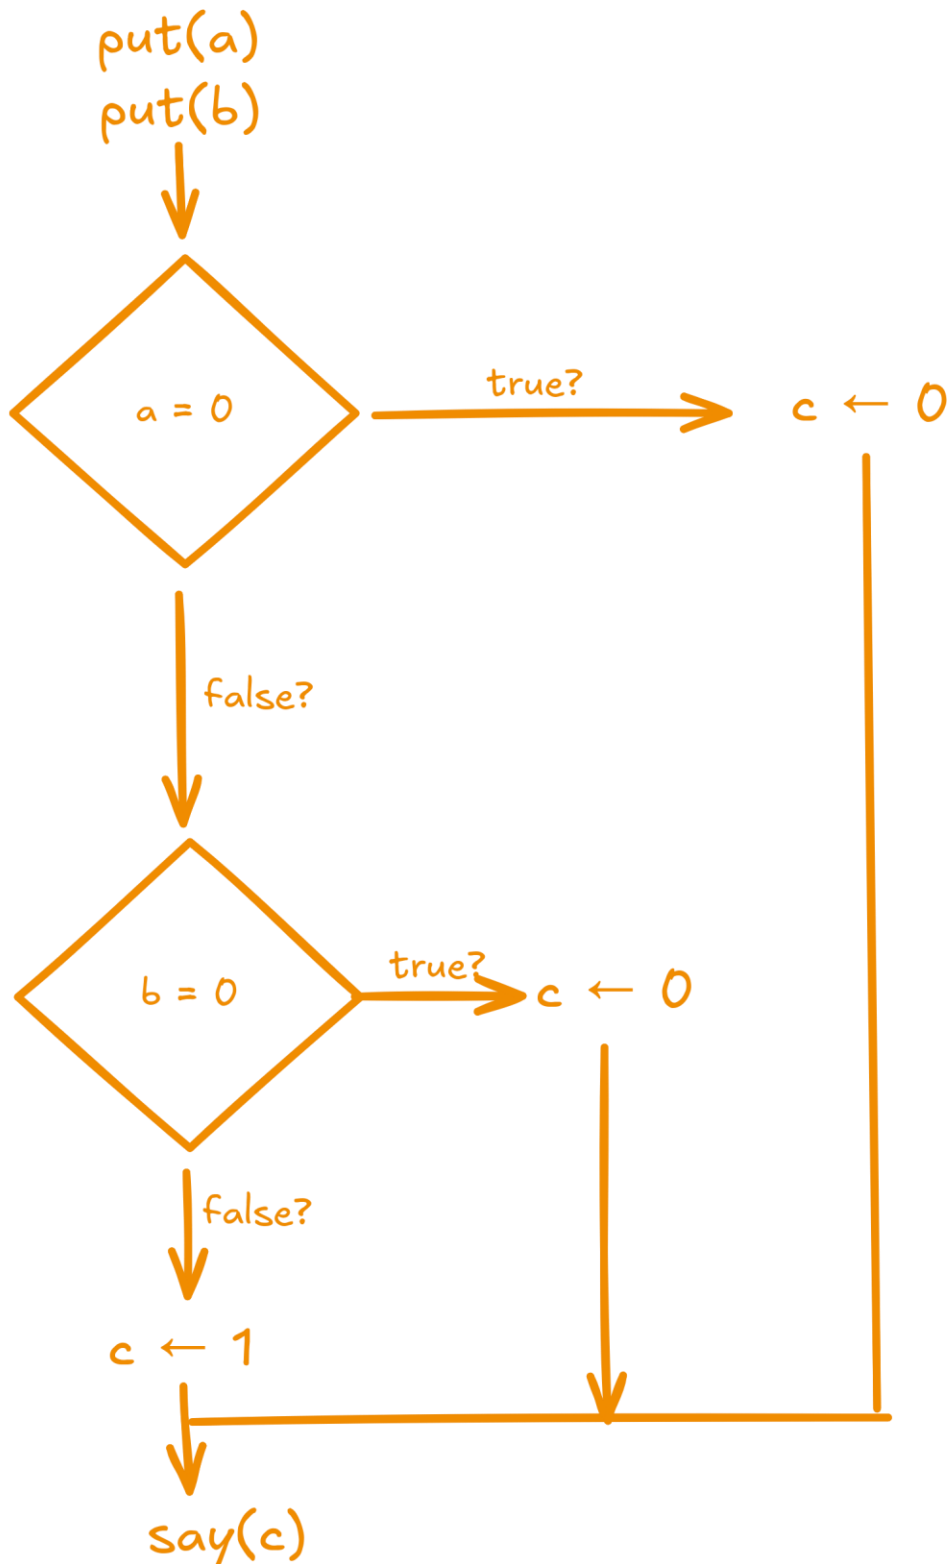 put(a)
put(b)
a = 0
true?
c ← 0
false?
b = 0
true?
c ← 0
false?
c ← 1
say(c)